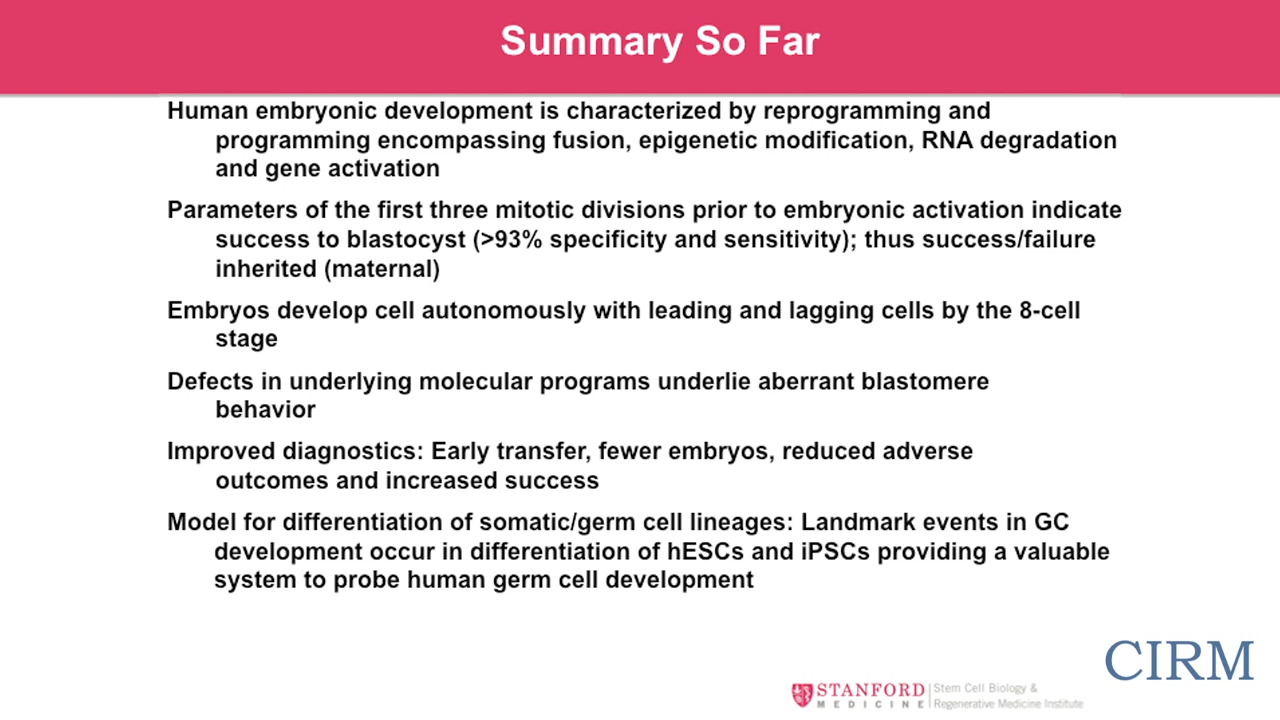 Summary So Far
Human embryonic development is characterized by reprogramming and
programming encompassing fusion, epigenetic modification, RNA degradation
and gene activation
Parameters of the first three mitotic divisions prior to embryonic activation indicate
success to blastocyst (>93% specificity and sensitivity); thus success/failure
inherited (maternal)
Embryos develop cell autonomously with leading and lagging cells by the 8-cell
stage
Defects in underlying molecular programs underlie aberrant blastomere
behavior
Improved diagnostics: Early transfer, fewer embryos, reduced adverse
outcomes and increased success
Model for differentiation of somatic/germ cell lineages: Landmark events in GC
development occur in differentiation of hESCs and iPSCs providing a valuable
system to probe human germ cell development
CIRM
STANFORD
MEDICINE
Stem Cell Biology &
Regenerative Medicine Institute